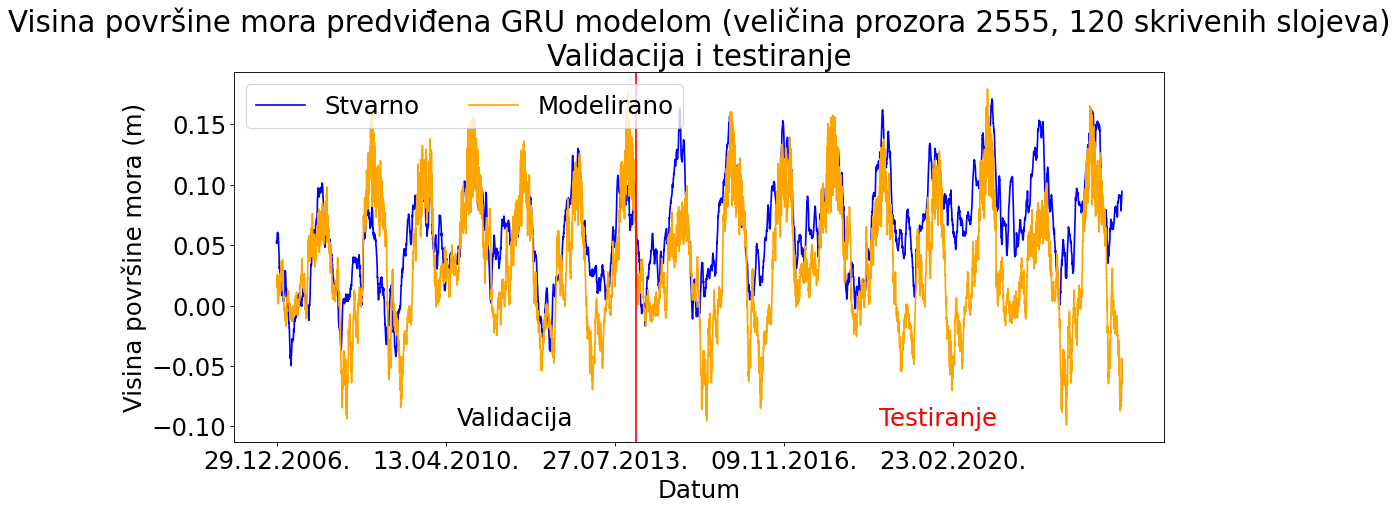 Visina površine mora predviđena GRU modelom (veličina prozora 2555, 120 skrivenih slojeva)
Validacija i testiranje
Stvarno Modelirano
Visina površine mora (m)
0.15
0.10
0.05
0.00
−0.05
−0.10
Validacija Testiranje
29.12.2006. 13.04.2010. 27.07.2013. 09.11.2016. 23.02.2020.
Datum